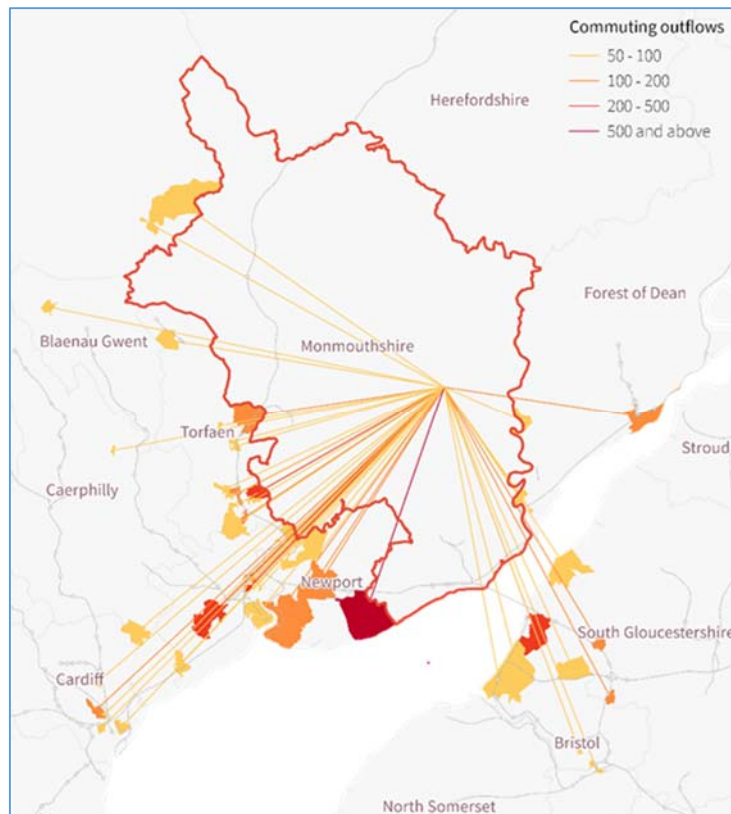 Commuting outflows
50 - 100
100 - 200
200 - 500
500 and above
Herefordshire
Forest of Dean
Blaenau Gwent
Monmouthshire
Torfaen
Stroud
Caerphilly
Newport
South Gloucestershire
Cardiff
Bristol
North Somerset